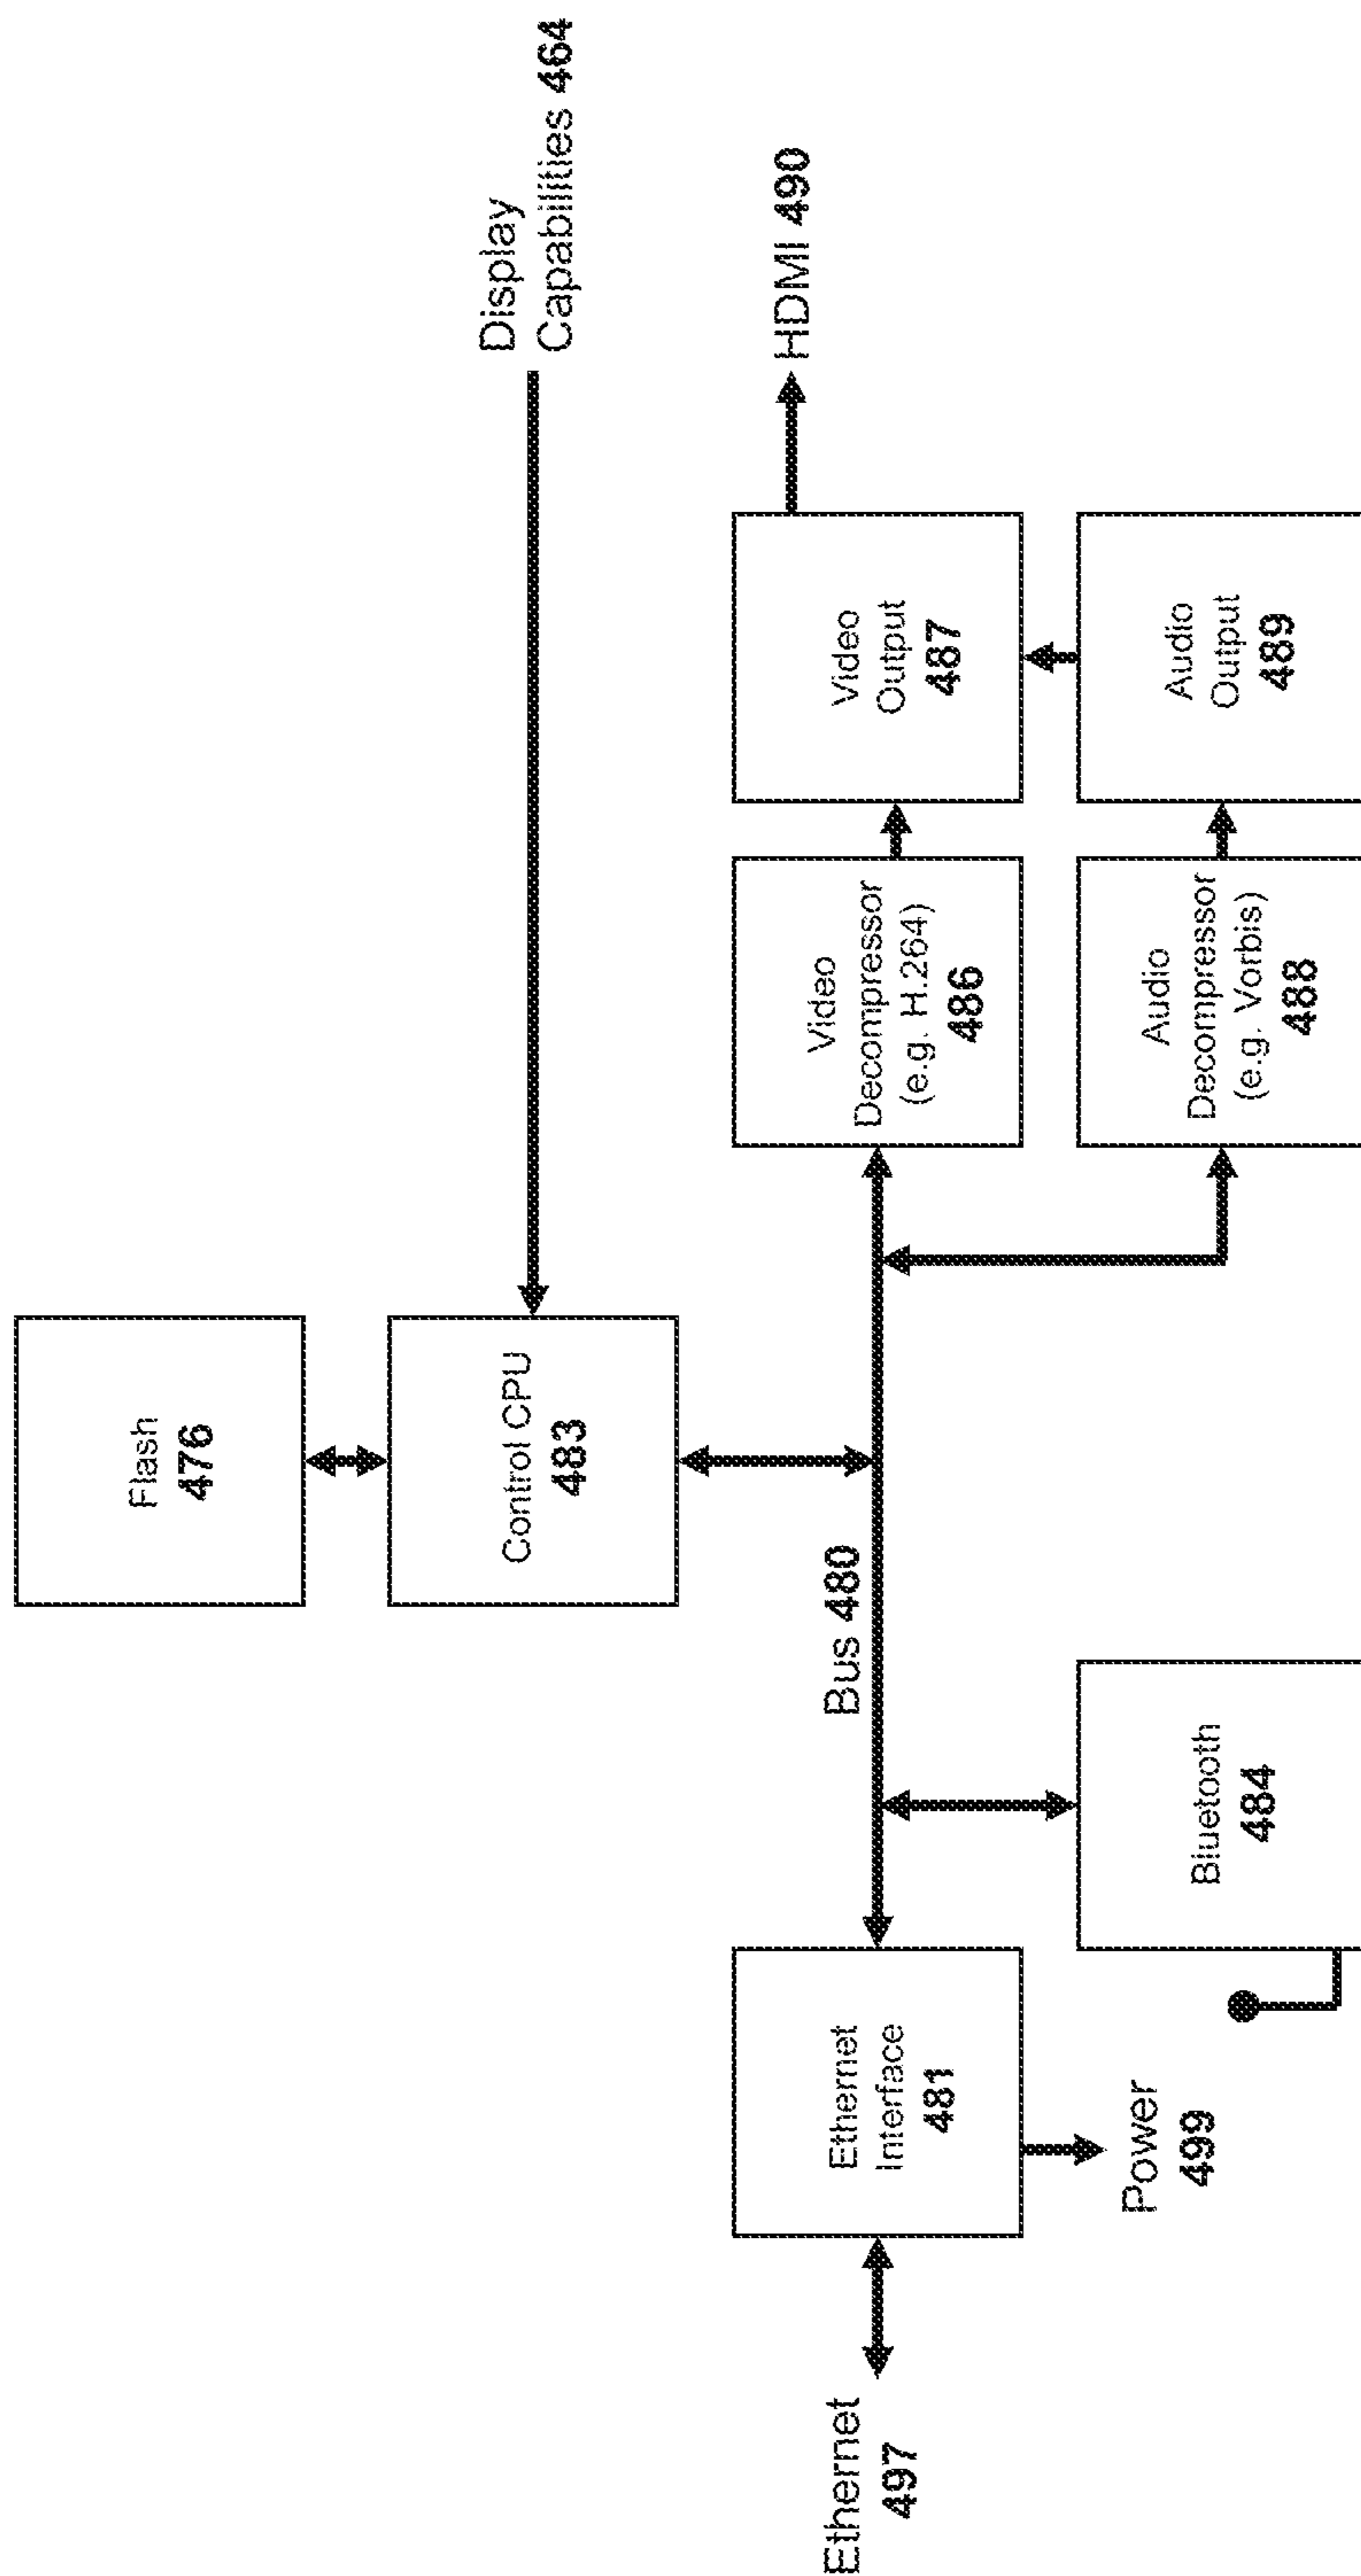 Flash
476
Display
Capabilities 464
Control CPU
483
Bus 480
HDMI 490
Ethernet
497
Ethernet
Interface
481
Video
Decompressor
(e.g. H.264)
486
Video
Output
487
Power
499
Bluetooth
484
Audio
Decompressor
(e.g. Vorbis)
488
Audio
Output
489